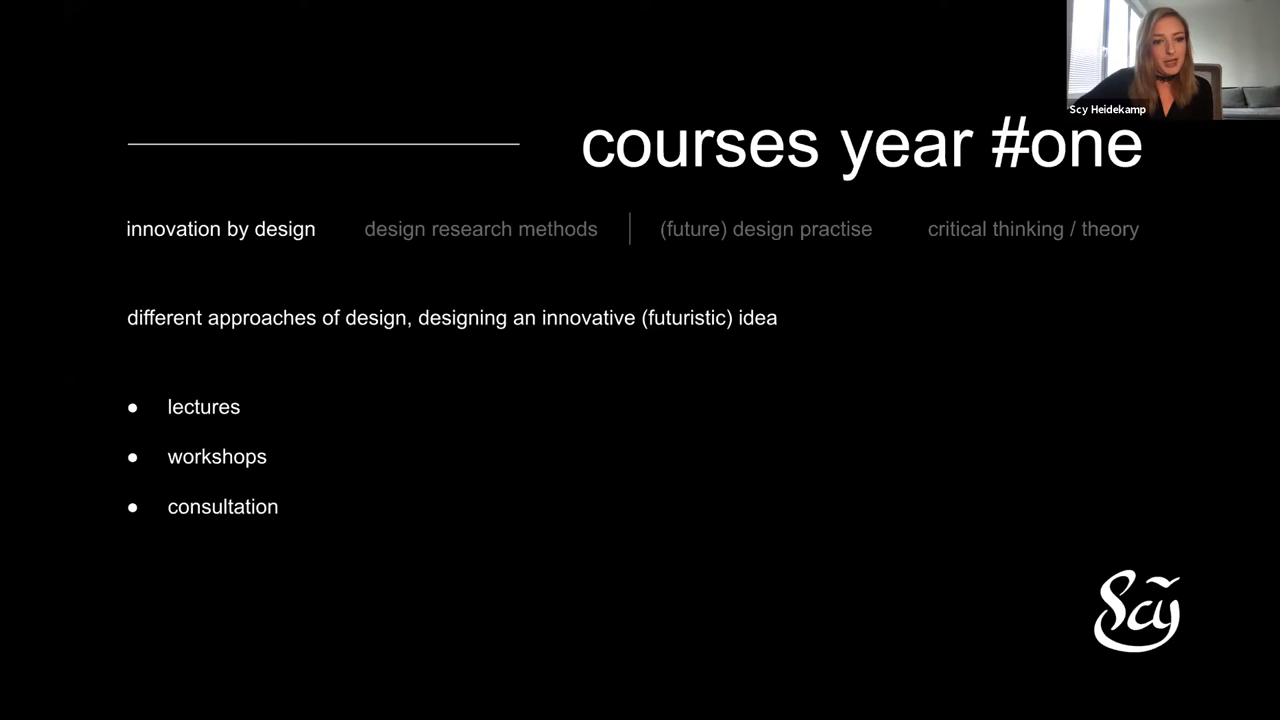 Scy Heidekamp
courses year #one
innovation by design design research methods (future) design practise critical thinking / theory
different approaches of design, designing an innovative (futuristic) idea
● lectures
● workshops
● consultation
Scy